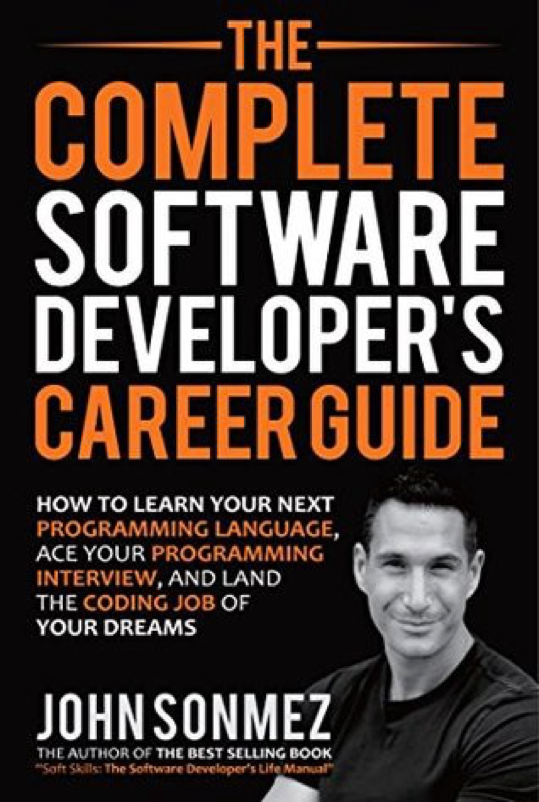 THE
COMPLETE
SOFTWARE
DEVELOPER'S
CAREER GUIDE
HOW TO LEARN YOUR NEXT
PROGRAMMING LANGUAGE,
ACE YOUR PROGRAMMING
INTERVIEW, AND LAND
THE CODING JOB OF
YOUR DREAMS
JOHN SONMEZ
THE AUTHOR OF THE BEST SELLING BOOK
"Soft Skills: The Software Developer's Life Manual"